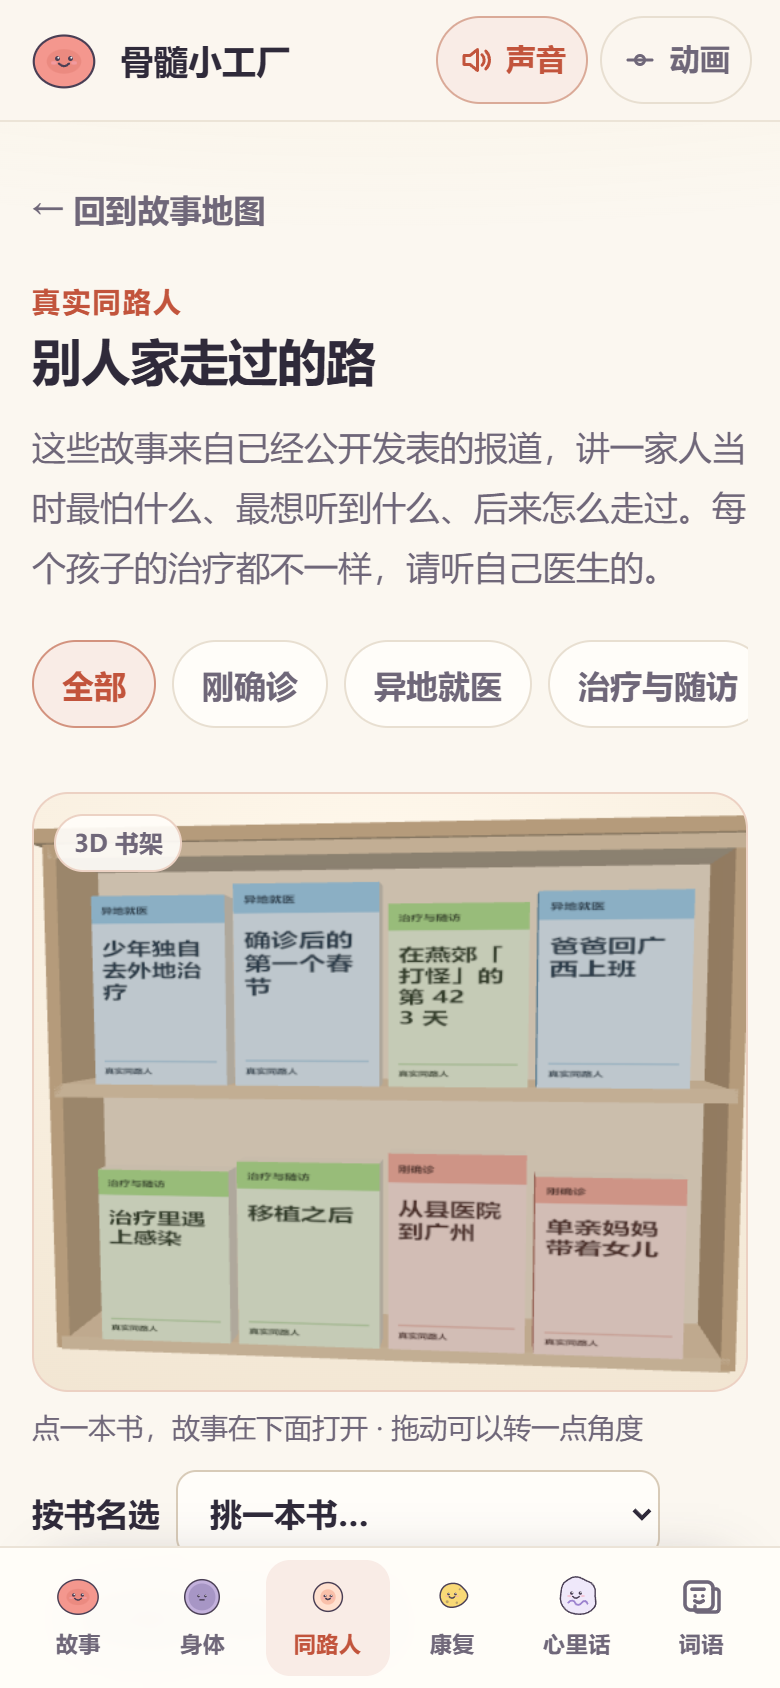 骨髓小工厂
声音
动画
← 回到故事地图
真实同路人
别人家走过的路
这些故事来自已经公开发表的报道，讲一家人当
时最怕什么、最想听到什么、后来怎么走过。每
个孩子的治疗都不一样，请听自己医生的。
全部
刚确诊
异地就医
治疗与随访
3D 书架
异地就医
少年独自
去外地治
疗
真实同路人
异地就医
确诊后的
第一个春
节
真实同路人
治疗与随访
在燕郊「
打怪」的
第 42
3 天
真实同路人
异地就医
爸爸回广
西上班
真实同路人
治疗与随访
治疗里遇
上感染
真实同路人
治疗与随访
移植之后
真实同路人
刚确诊
从县医院
到广州
真实同路人
刚确诊
单亲妈妈
带着女儿
真实同路人
点一本书，故事在下面打开 · 拖动可以转一点角度
按书名选
挑一本书...
故事
身体
同路人
康复
心里话
词语